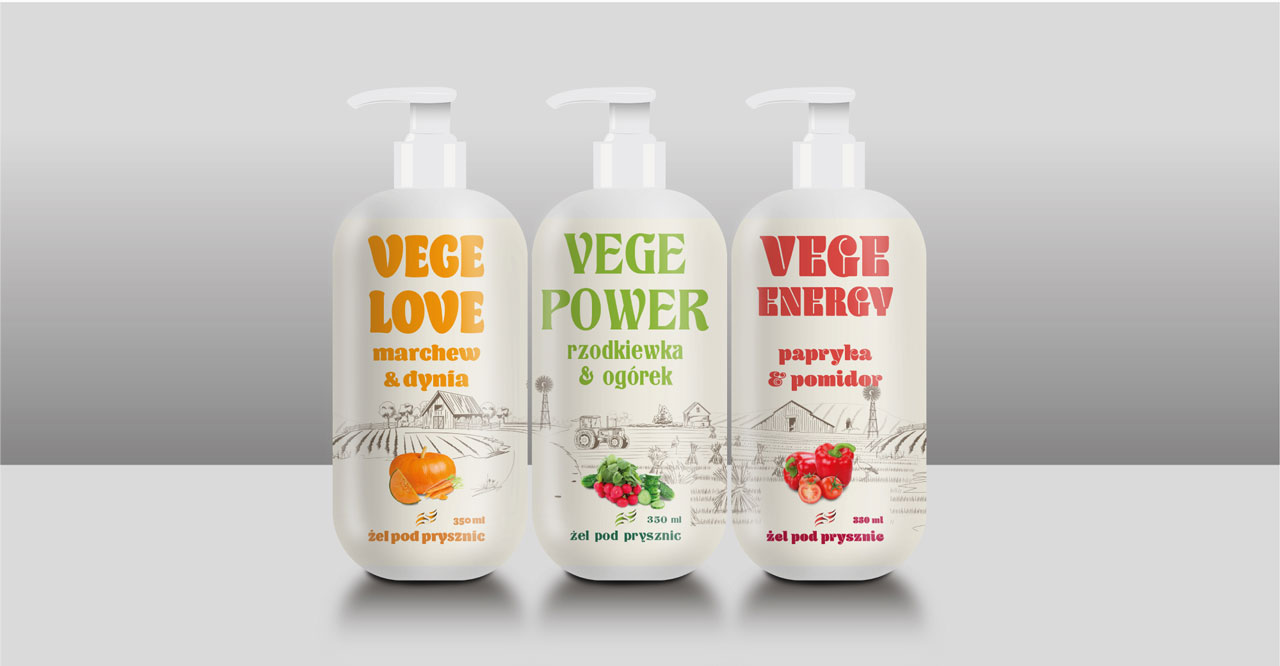 VEGE
LOVE
marchew
& dynia
350 ml
żel pod prysznic
VEGE
POWER
rzodkiewka
& ogórek
350 ml
żel pod prysznic
VEGE
ENERGY
papryka
& pomidor
350 ml
żel pod prysznic